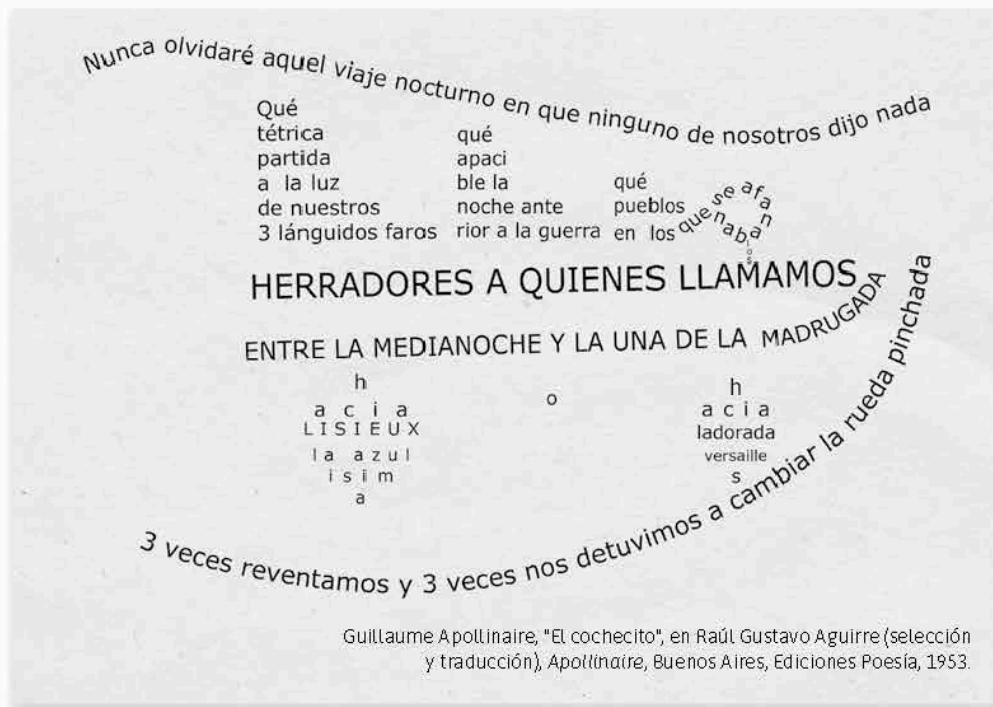 Nunca olvidaré aquel viaje nocturno en que ninguno de nosotros dijo nada
Qué
tétrica
partida
a la luz
de nuestros
3 lánguidos faros
qué
apaci
ble la
noche ante
rior a la guerra
qué
pueblos
en los que se afanaban
los
HERRADORES A QUIENES LLAMAMOS
ENTRE LA MEDIANOCHE Y LA UNA DE LA MADRUGADA
h
a c i a
LISIEUX
la azul
i s i m
a
o
h
a c i a
ladorada
versaille
s
3 veces reventamos y 3 veces nos detuvimos a cambiar la rueda pinchada
Guillaume Apollinaire, "El cochecito", en Raúl Gustavo Aguirre (selección
y traducción), Apollinaire, Buenos Aires, Ediciones Poesía, 1953.